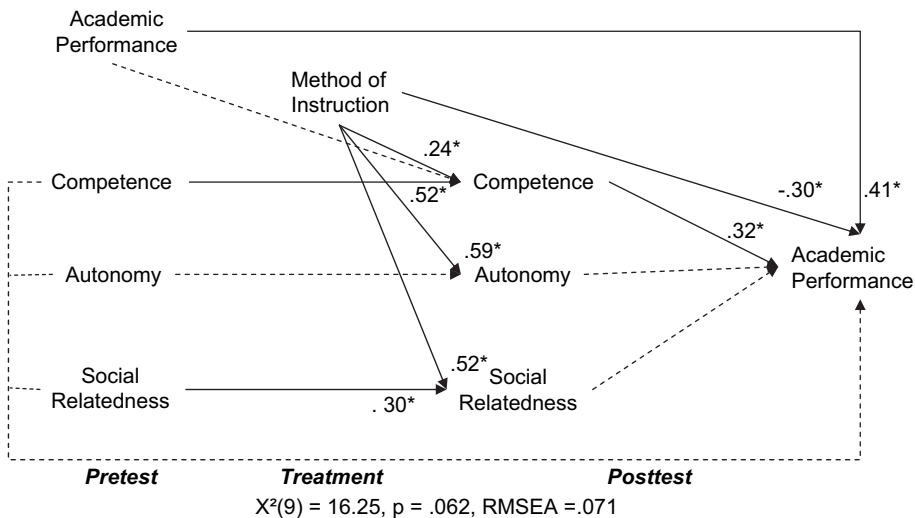 Academic
Performance
Method of
Instruction
.24*
Competence
.52*
Competence
-.30*
.41*
.32*
Autonomy
.59*
Autonomy
Academic
Performance
Social
Relatedness
.52*
Social
Relatedness
. 30*
Pretest
Treatment
Posttest
X²(9) = 16.25, p = .062, RMSEA =.071